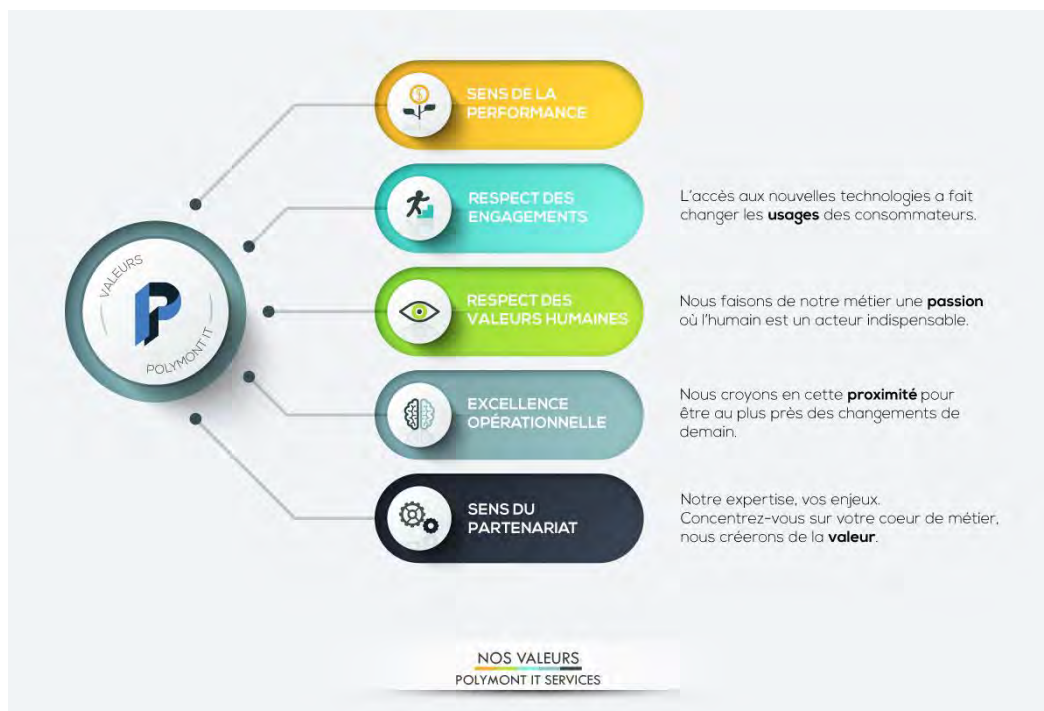 VALEURS
POLYMONT IT
SENS DE LA
PERFORMANCE
RESPECT DES
ENGAGEMENTS
L'accès aux nouvelles technologies a fait
changer les usages des consommateurs.
RESPECT DES
VALEURS HUMAINES
Nous faisons de notre métier une passion
où l'humain est un acteur indispensable.
EXCELLENCE
OPÉRATIONNELLE
Nous croyons en cette proximité pour
être au plus près des changements de
demain.
SENS DU
PARTENARIAT
Notre expertise, vos enjeux.
Concentrez-vous sur votre coeur de métier,
nous créerons de la valeur.
NOS VALEURS
POLYMONT IT SERVICES